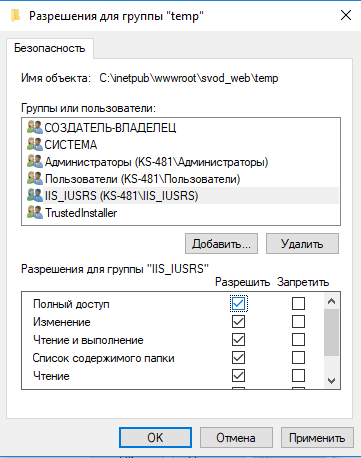 Разрешения для группы "temp"
Безопасность
Имя объекта: C:\inetpub\wwwroot\svod_web\temp
Группы или пользователи:
СОЗДАТЕЛЬ-ВЛАДЕЛЕЦ
СИСТЕМА
Администраторы (KS-481\Администраторы)
Пользователи (KS-481\Пользователи)
IIS_IUSRS (KS-481\IIS_IUSRS)
TrustedInstaller
Добавить... Удалить
Разрешения для группы "IIS_IUSRS"
Разрешить Запретить
Полный доступ
Изменение
Чтение и выполнение
Список содержимого папки
Чтение
OK Отмена Применить